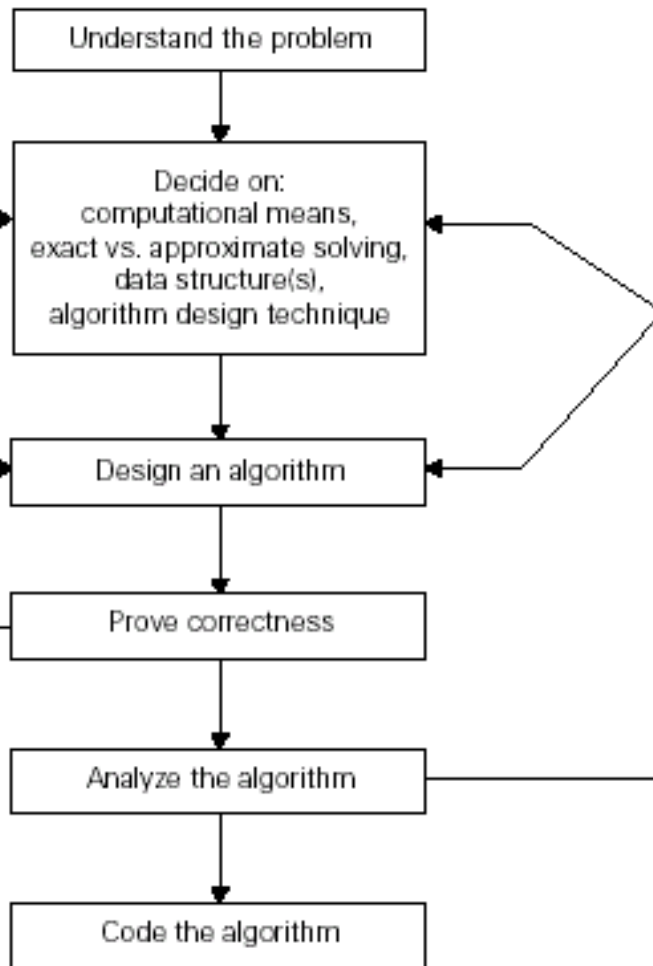 Understand the problem
Decide on:
computational means,
exact vs. approximate solving,
data structure(s),
algorithm design technique
Design an algorithm
Prove correctness
Analyze the algorithm
Code the algorithm